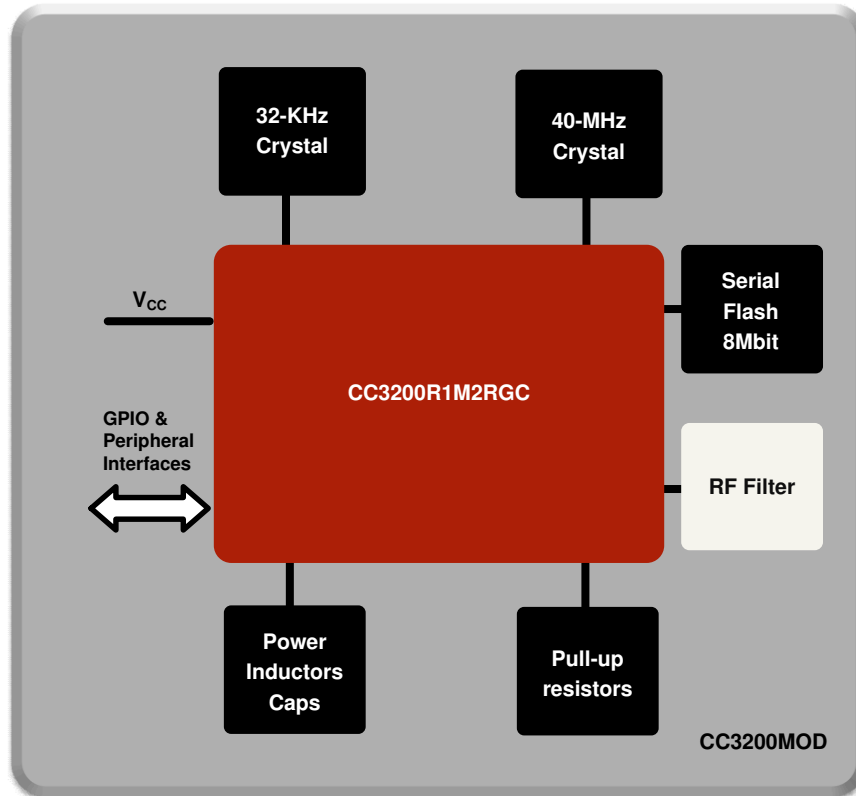 32-KHz
Crystal
40-MHz
Crystal
Serial
Flash
8Mbit
VCC
CC3200R1M2RGC
GPIO &
Peripheral
Interfaces
RF Filter
Power
Inductors
Caps
Pull-up
resistors
CC3200MOD